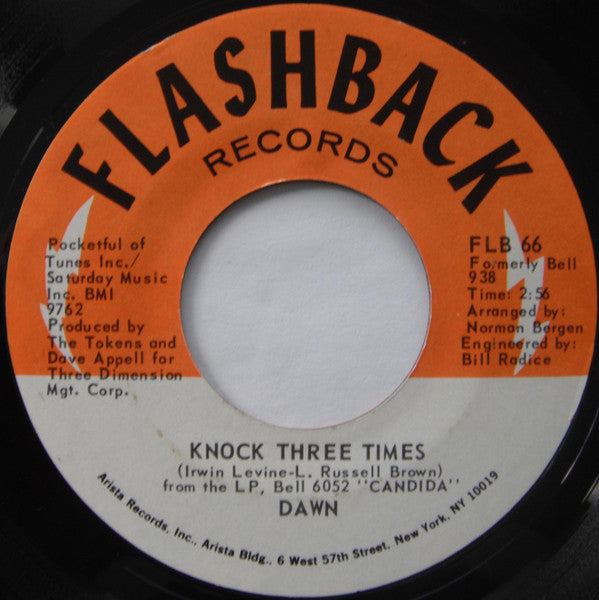 FLASHBACK
RECORDS
Pocketful of
Tunes Inc./
Saturday Music
Inc. BMI
9762
Produced by
The Tokens and
Dave Appell for
Three Dimension
Mgt. Corp.
FLB 66
Formerly Bell
938
Time: 2:56
Arranged by:
Norman Bergen
Engineered by:
Bill Radice
KNOCK THREE TIMES
(Irwin Levine-L. Russell Brown)
from the LP, Bell 6052 "CANDIDA"
DAWN
Arista Records, Inc., Arista Bldg., 6 West 57th Street, New York, NY 10019